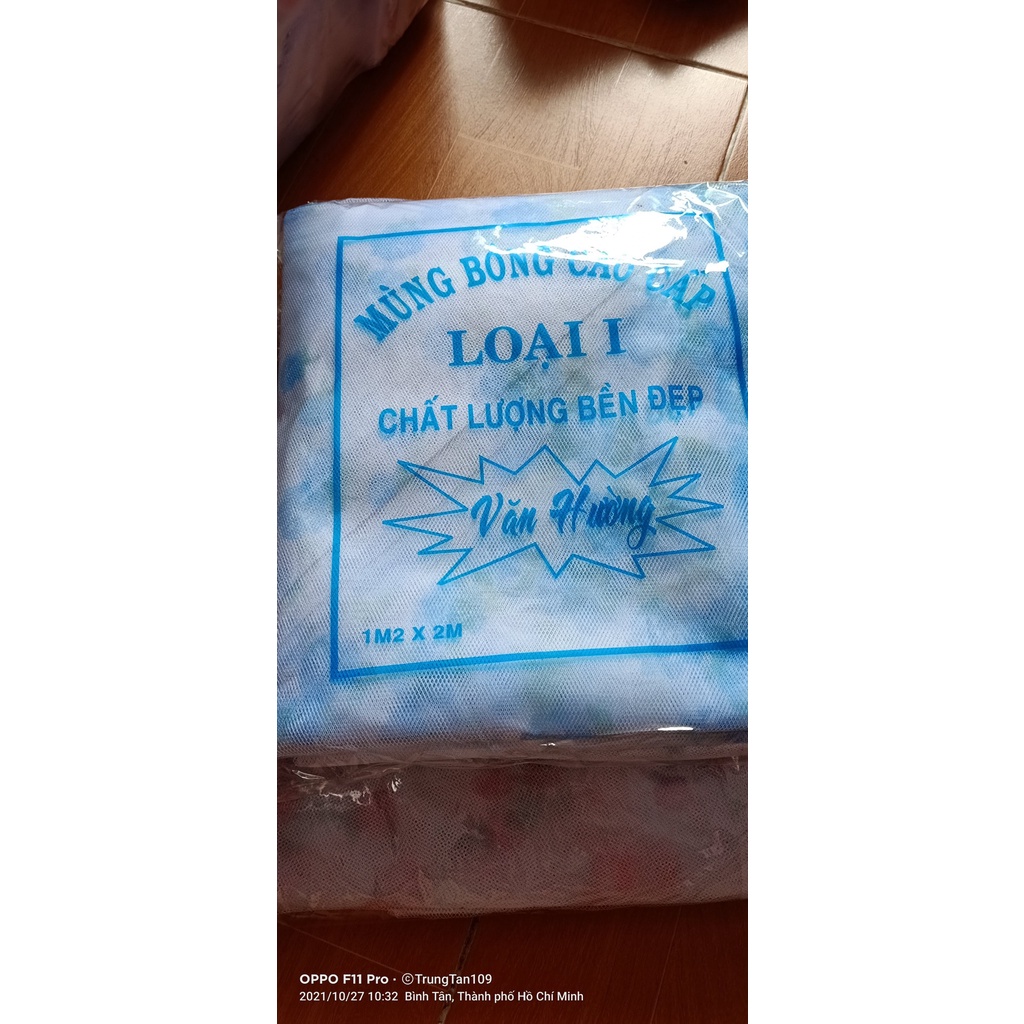 MÙNG BÔNG CAO CẤP
LOẠI I
CHẤT LƯỢNG BỀN ĐẸP
Văn Hường
1M2 X 2M
OPPO F11 Pro · ©TrungTan109
2021/10/27 10:32 Bình Tân, Thành phố Hồ Chí Minh